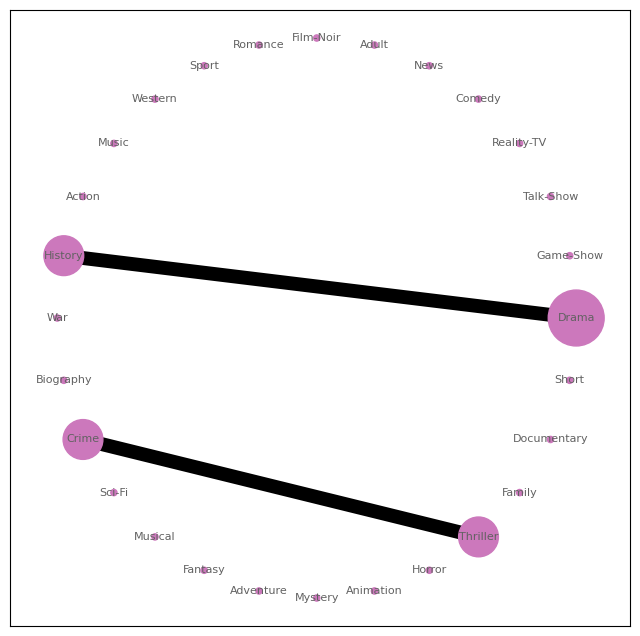 Film-Noir
Romance
Adult
Sport
News
Western
Comedy
Music
Reality-TV
Action
Talk-Show
History
Game-Show
War
Drama
Biography
Short
Crime
Documentary
Sci-Fi
Family
Musical
Thriller
Fantasy
Horror
Adventure
Animation
Mystery